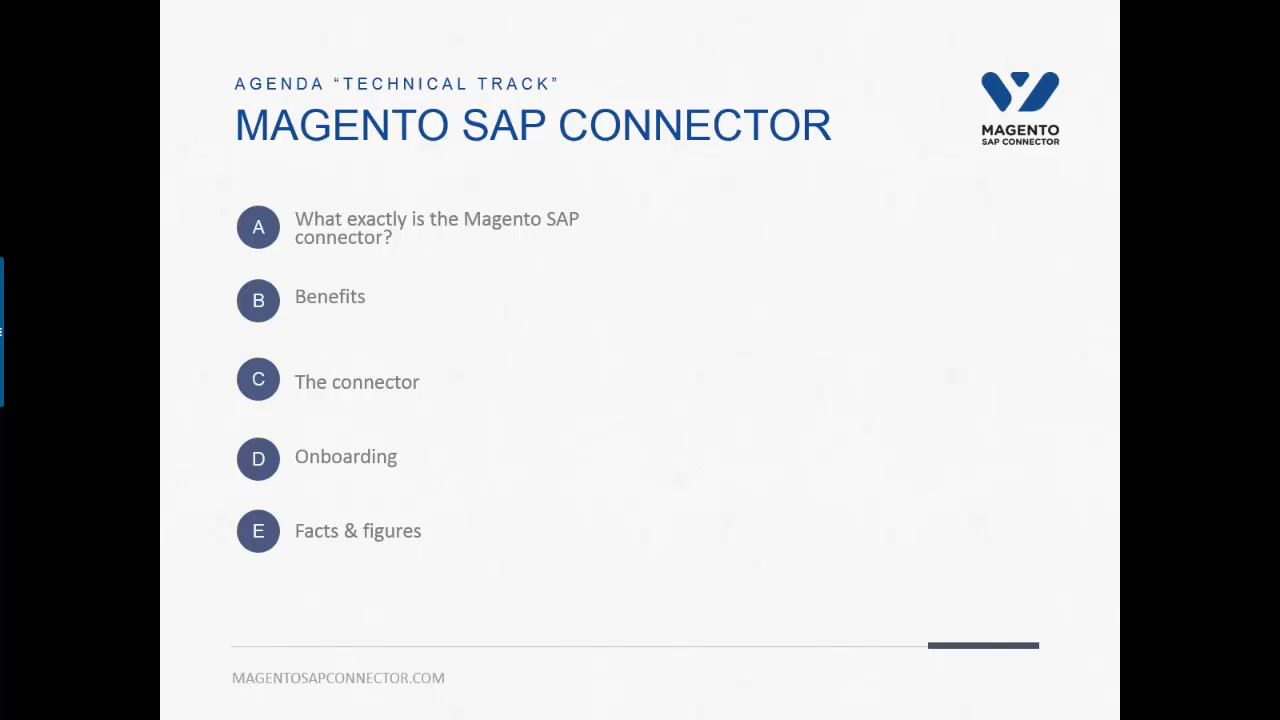 AGENDA “TECHNICAL TRACK”
MAGENTO SAP CONNECTOR
MAGENTO
SAP CONNECTOR
A
What exactly is the Magento SAP
connector?
B
Benefits
C
The connector
D
Onboarding
E
Facts & figures
MAGENTOSAPCONNECTOR.COM